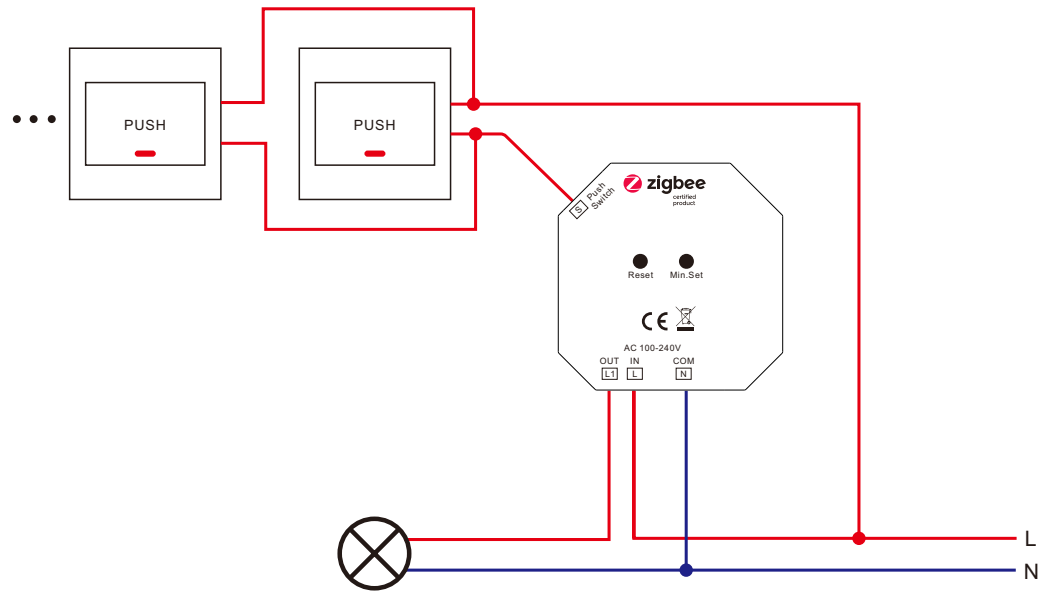 PUSH
PUSH
S
Push
Switch
zigbee
certified
product
Reset Min.Set
CE
AC 100-240V
OUT IN COM
L1 L N
L
N